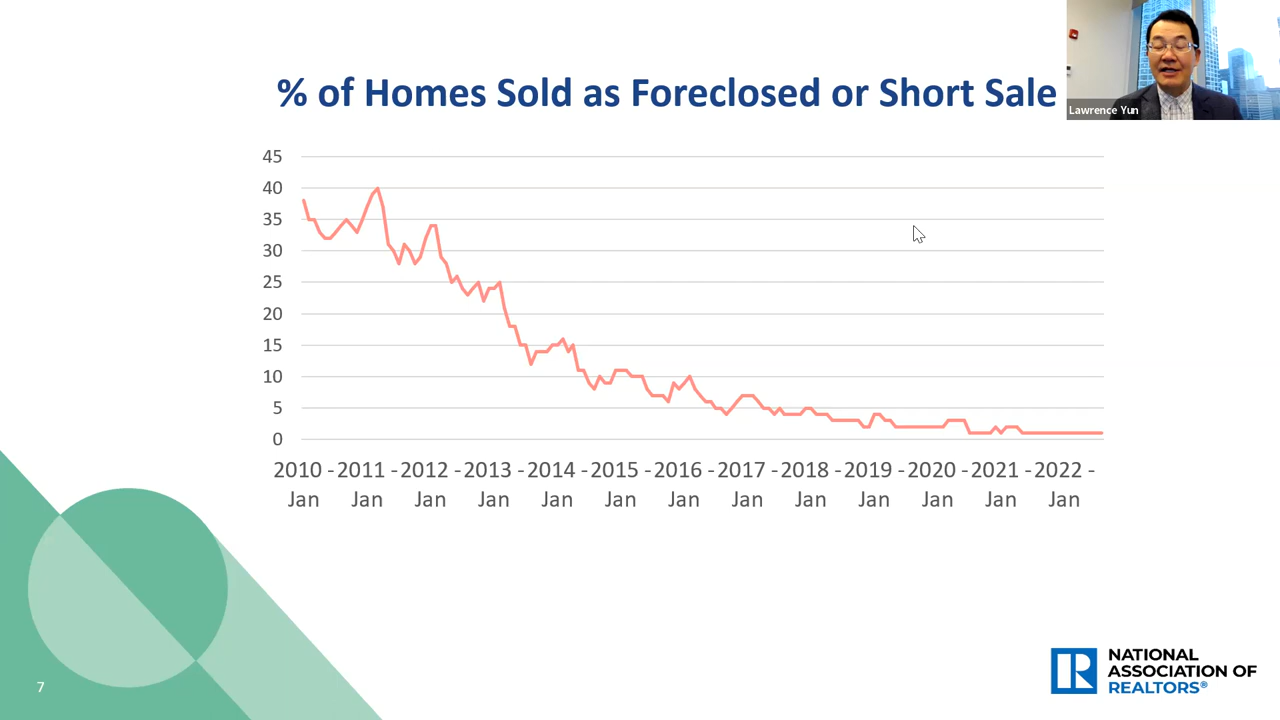 % of Homes Sold as Foreclosed or Short Sale
Lawrence Yun
45
40
35
30
25
20
15
10
5
0
2010 - 2011 - 2012 - 2013 - 2014 - 2015 - 2016 - 2017 - 2018 - 2019 - 2020 - 2021 - 2022 -
Jan Jan Jan Jan Jan Jan Jan Jan Jan Jan Jan Jan Jan
7
NATIONAL
ASSOCIATION OF
REALTORS®